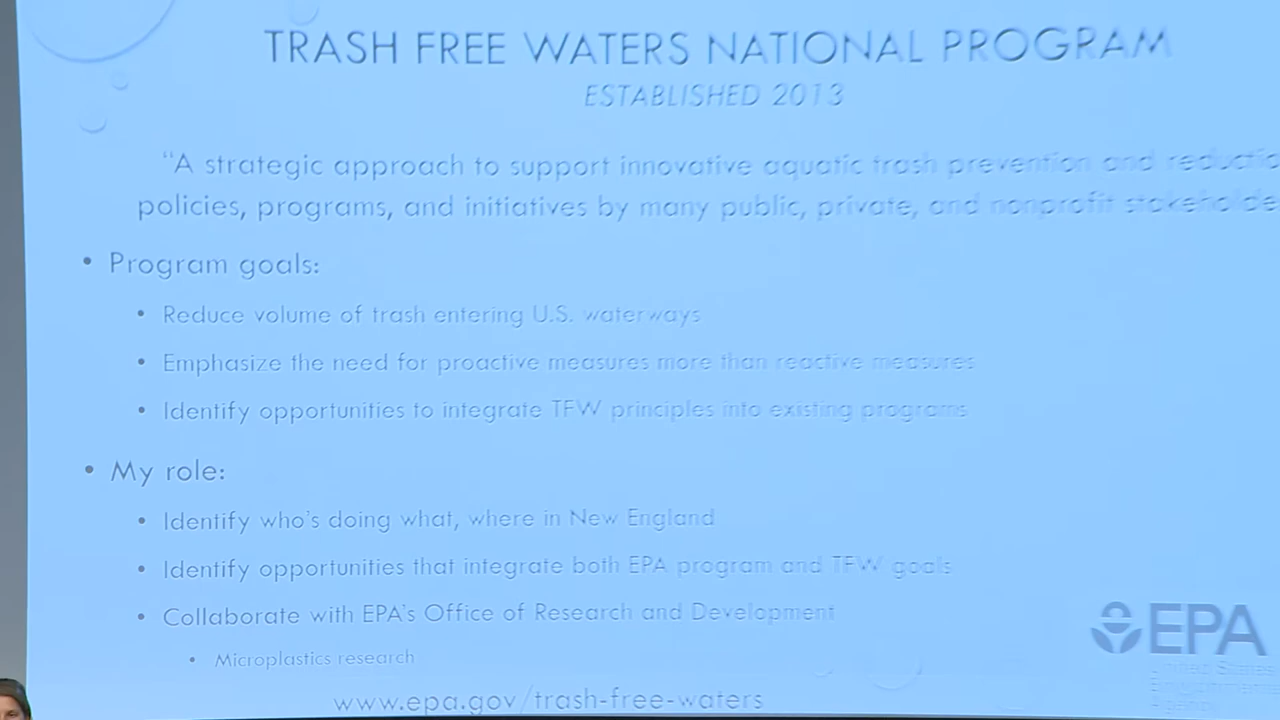 TRASH FREE WATERS NATIONAL PROGRAM
ESTABLISHED 2013
“A strategic approach to support innovative aquatic trash prevention and
policies, programs, and initiatives by many public, private, and nonprofit
• Program goals:
• Reduce volume of trash entering U.S. waterways
• Emphasize the need for proactive measures more than reactive measures
• Identify opportunities to integrate TFW principles into existing programs
• My role:
• Identify who's doing what, where in New England
• Identify opportunities that integrate both EPA program and TFW goals
• Collaborate with EPA's Office of Research and Development
• Microplastics research
EPA
United States
www.epa.gov/trash-free-waters